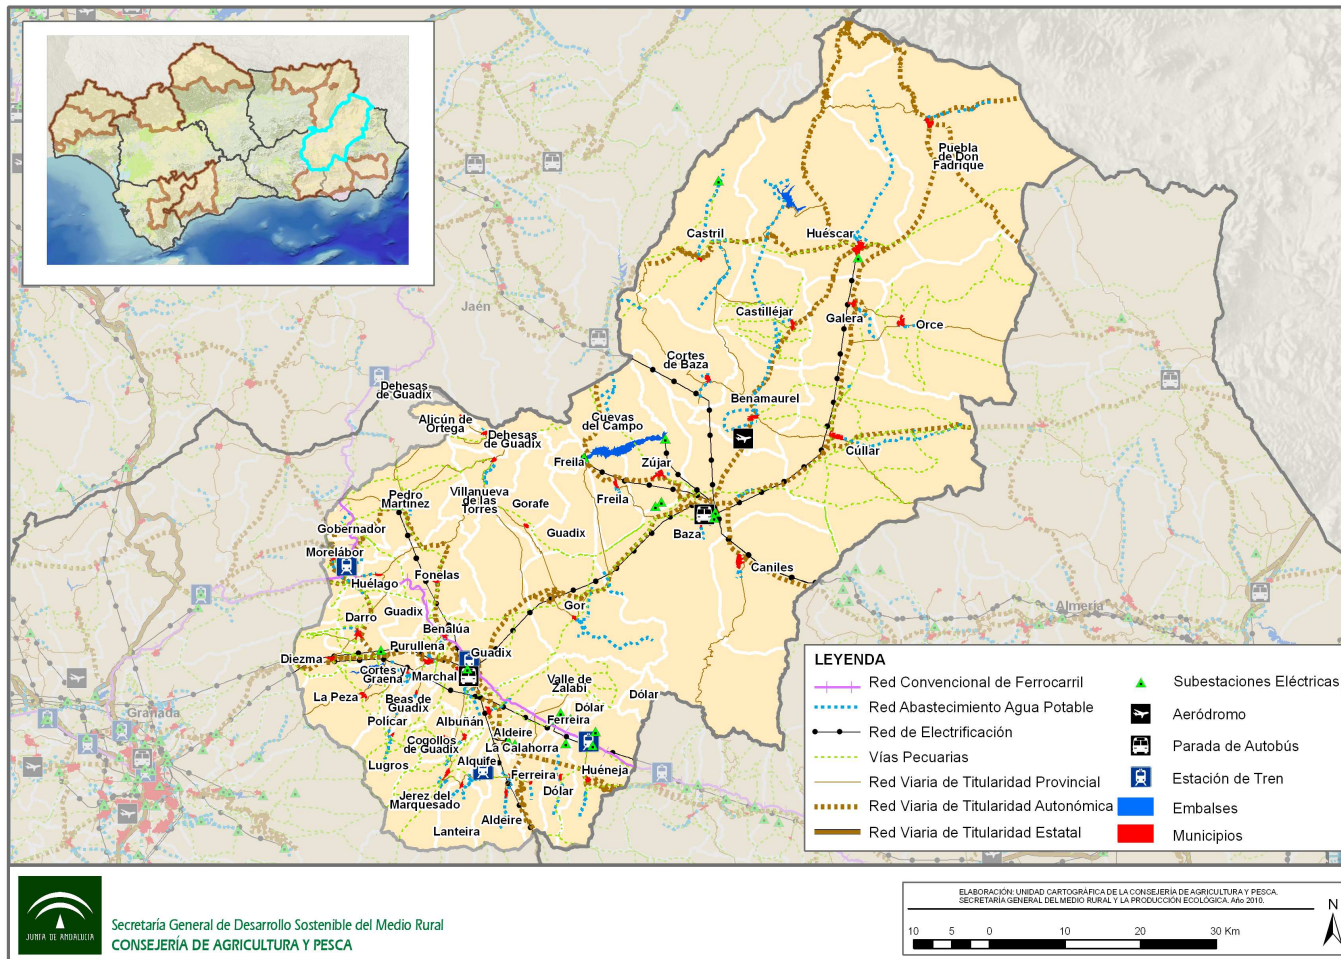 Jaén
Granada
Almería
Puebla
de Don
Fadrique
Castril
Huéscar
Castilléjar
Galera
Orce
Cortes
de Baza
Benamaurel
Dehesas
de Guadix
Alicún de
Ortega
Dehesas
de Guadix
Cuevas
del Campo
Freila
Zújar
Cúllar
Pedro
Martínez
Villanueva
de las
Torres
Gorafe
Freila
Gobernador
Guadix
Baza
Morelábor
Huélago
Fonelas
Caniles
Guadix
Gor
Darro
Benalúa
Purullena
Guadix
Diezma
Cortes y
Graena
Marchal
Valle de
Zalabí
Dólar
La Peza
Beas de
Guadix
Dólar
Polícar
Albuñán
Ferreira
Aldeire
Cogollos
de Guadix
La Calahorra
Lugros
Alquife
Huéneja
Ferreira
Dólar
Jerez del
Marquesado
Aldeire
Lanteira
LEYENDA
Red Convencional de Ferrocarril
Red Abastecimiento Agua Potable
Red de Electrificación
Vías Pecuarias
Red Viaria de Titularidad Provincial
Red Viaria de Titularidad Autonómica
Red Viaria de Titularidad Estatal
Subestaciones Eléctricas
Aeródromo
Parada de Autobús
Estación de Tren
Embalses
Municipios
JUNTA DE ANDALUCIA
Secretaría General de Desarrollo Sostenible del Medio Rural
CONSEJERÍA DE AGRICULTURA Y PESCA
ELABORACIÓN: UNIDAD CARTOGRÁFICA DE LA CONSEJERÍA DE AGRICULTURA Y PESCA.
SECRETARÍA GENERAL DEL MEDIO RURAL Y LA PRODUCCIÓN ECOLÓGICA. Año 2010.
10 5 0 10 20 30 Km
N